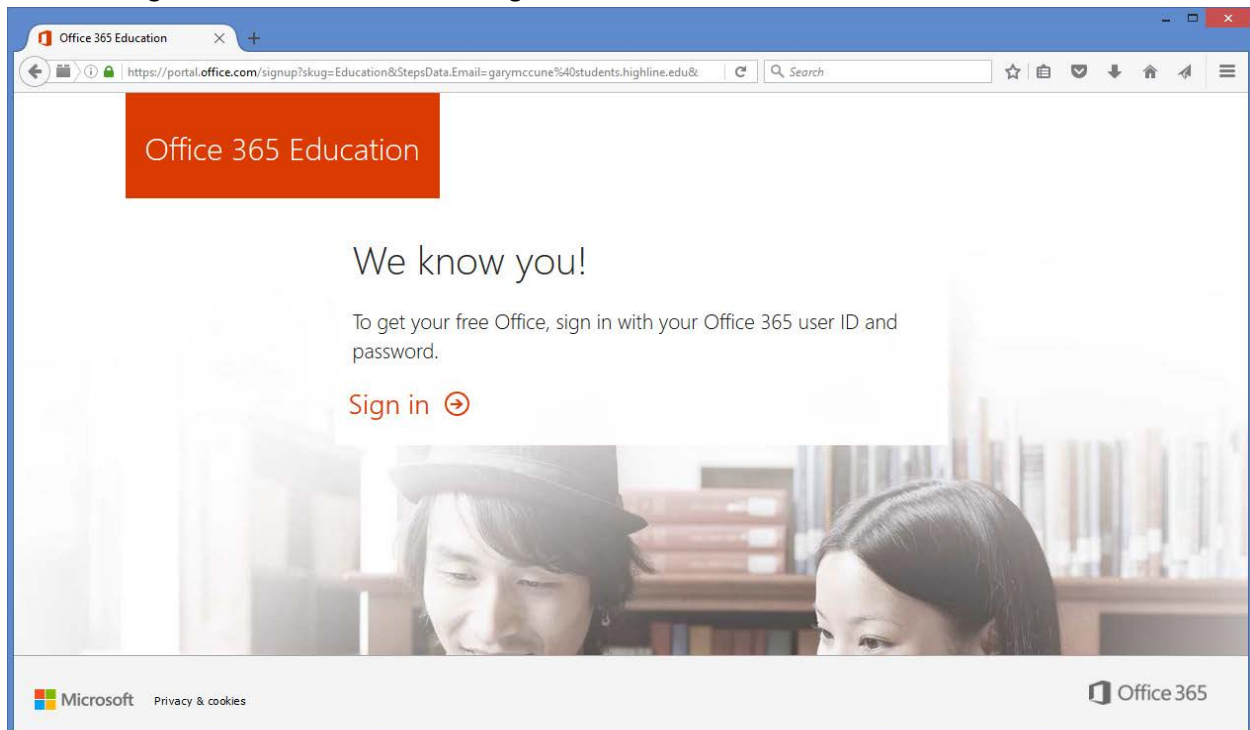 Office 365 Education
https://portal.office.com/signup?skug=Education&StepsData.Email=garymccune%40students.highline.edu&
Search
Office 365 Education
We know you!
To get your free Office, sign in with your Office 365 user ID and
password.
Sign in
Microsoft Privacy & cookies
Office 365